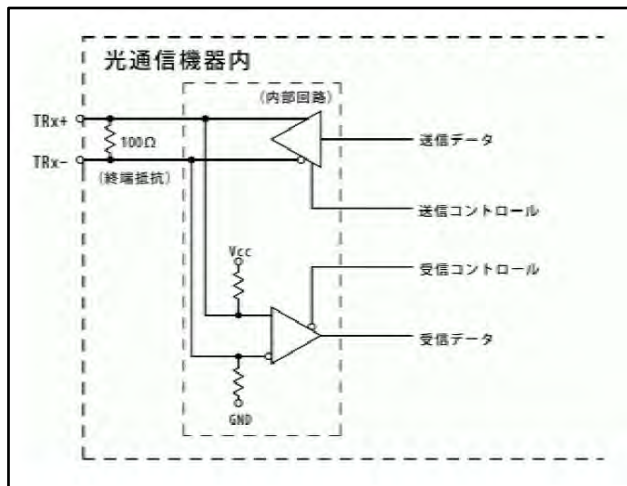 光通信機器内
(内部回路)
TRx+
100Ω
送信データ
TRx-
(終端抵抗)
送信コントロール
Vcc
受信コントロール
受信データ
GND